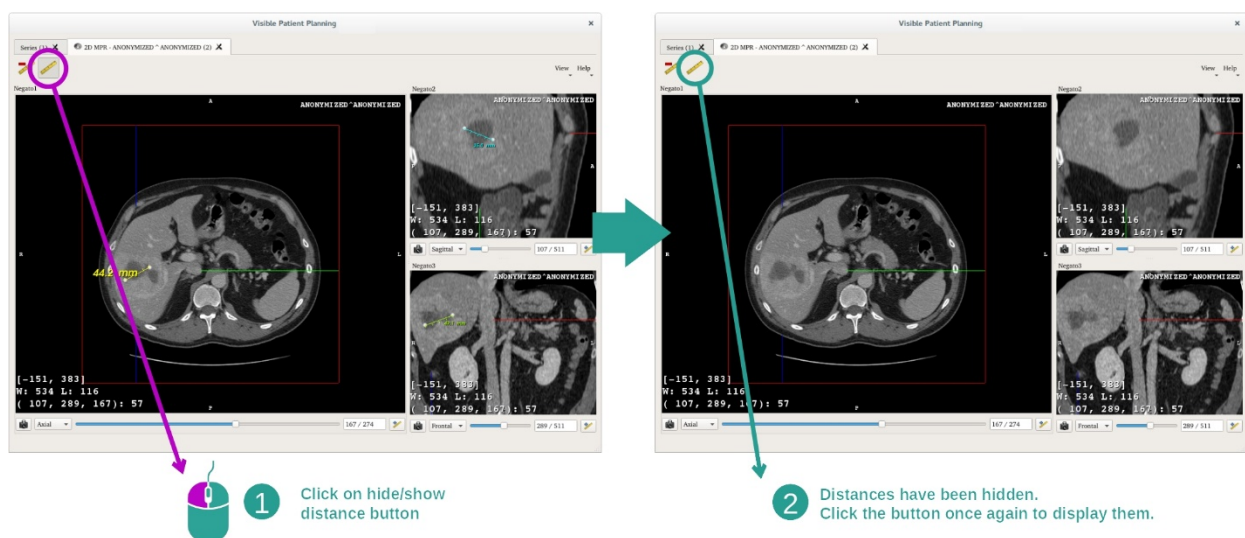 Visible Patient Planning
Series (1)
2D MPR - ANONYMIZED ^ ANONYMIZED (2)
View Help
Negato1
A
ANONYMIZED^ANONYMIZED
R
L
44.2 mm
[-151, 383]
W: 534 L: 116
( 107, 289, 167): 57
P
Axial
167 / 274
Negato2
ANONYMIZED^ANONYMIZED
A
[-151, 383]
W: 534 L: 116
( 107, 289, 167): 57
Sagittal
107 / 511
Negato3
ANONYMIZED^ANONYMIZED
R
L
[-151, 383]
W: 534 L: 116
( 107, 289, 167): 57
Frontal
289 / 511
Visible Patient Planning
Series (1)
2D MPR - ANONYMIZED ^ ANONYMIZED (2)
View Help
Negato1
A
ANONYMIZED^ANONYMIZED
R
L
[-151, 383]
W: 534 L: 116
( 107, 289, 167): 57
P
Axial
167 / 274
Negato2
ANONYMIZED^ANONYMIZED
A
[-151, 383]
W: 534 L: 116
( 107, 289, 167): 57
Sagittal
107 / 511
Negato3
ANONYMIZED^ANONYMIZED
R
L
[-151, 383]
W: 534 L: 116
( 107, 289, 167): 57
Frontal
289 / 511
1
Click on hide/show
distance button
2
Distances have been hidden.
Click the button once again to display them.